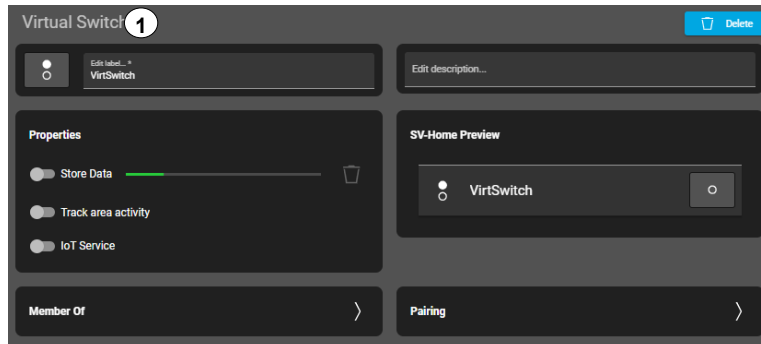 Virtual Switch
1
Delete
Edit label... *
VirtSwitch
Edit description...
Properties
Store Data
Track area activity
IoT Service
SV-Home Preview
VirtSwitch
Member Of
Pairing